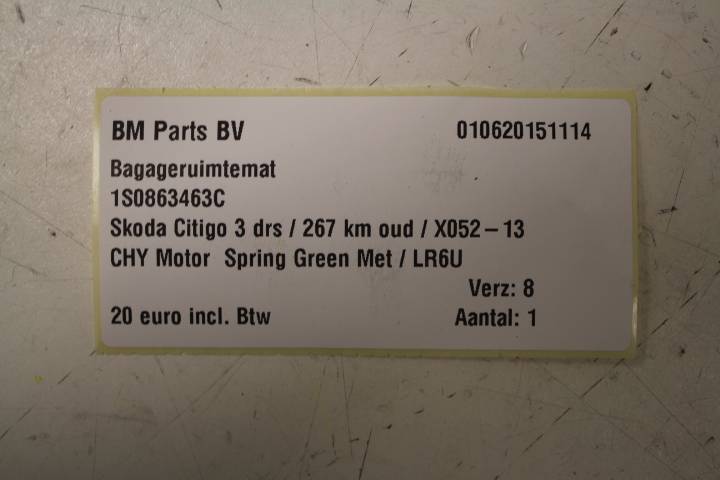 BM Parts BV 010620151114
Bagageruimtemat
1S0863463C
Skoda Citigo 3 drs / 267 km oud / X052 – 13
CHY Motor Spring Green Met / LR6U
Verz: 8
20 euro incl. Btw Aantal: 1